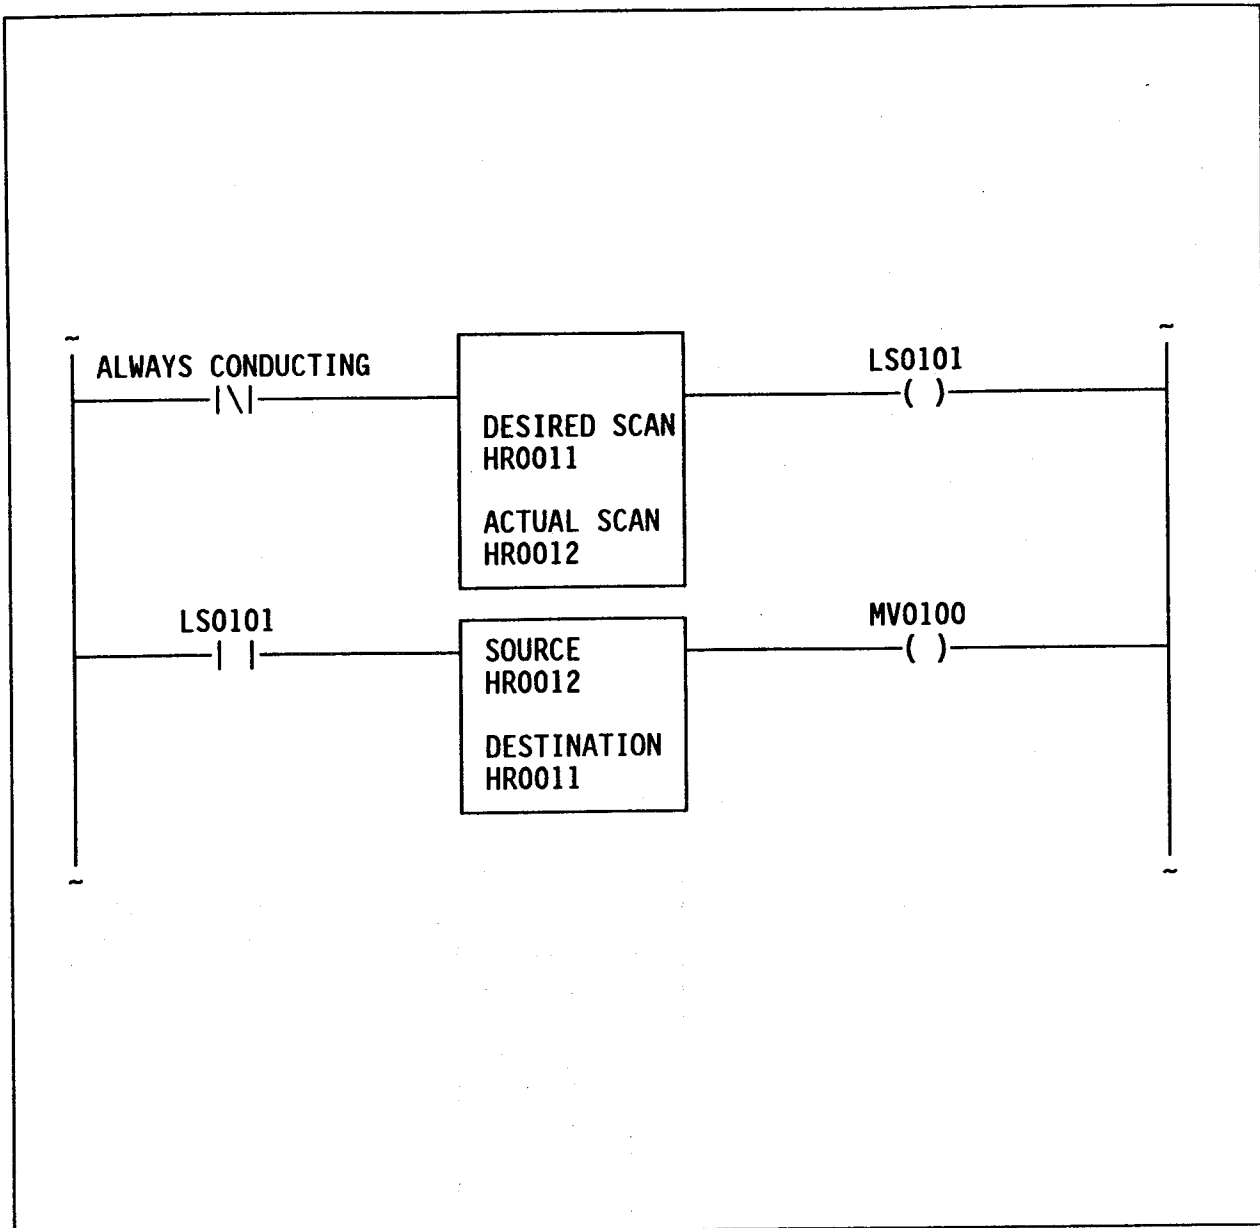 ALWAYS CONDUCTING
LS0101
DESIRED SCAN
HR0011
ACTUAL SCAN
HR0012
LS0101
SOURCE
HR0012
DESTINATION
HR0011
MV0100